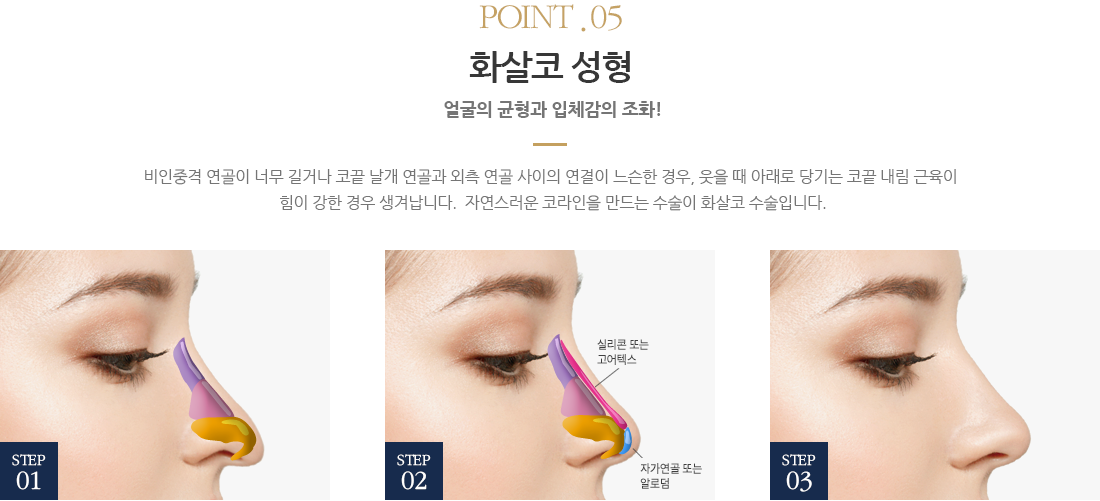 POINT . 05
화살코 성형
얼굴의 균형과 입체감의 조화!
비인중격 연골이 너무 길거나 코끝 날개 연골과 외측 연골 사이의 연결이 느슨한 경우, 웃을 때 아래로 당기는 코끝 내림 근육이
힘이 강한 경우 생겨납니다. 자연스러운 코라인을 만드는 수술이 화살코 수술입니다.
STEP
01
실리콘 또는
고어텍스
자가연골 또는
알로덤
STEP
02
STEP
03